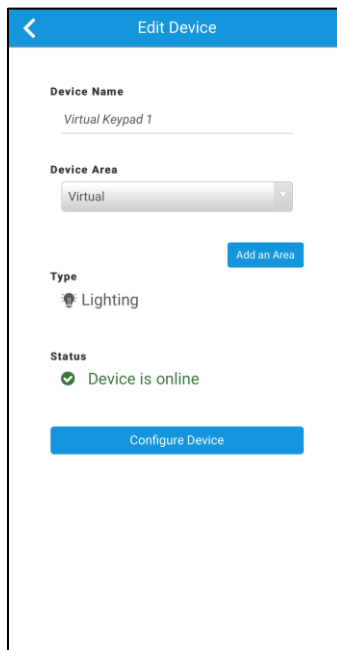 Edit Device
Device Name
Virtual Keypad 1
Device Area
Virtual
Add an Area
Type
Lighting
Status
Device is online
Configure Device